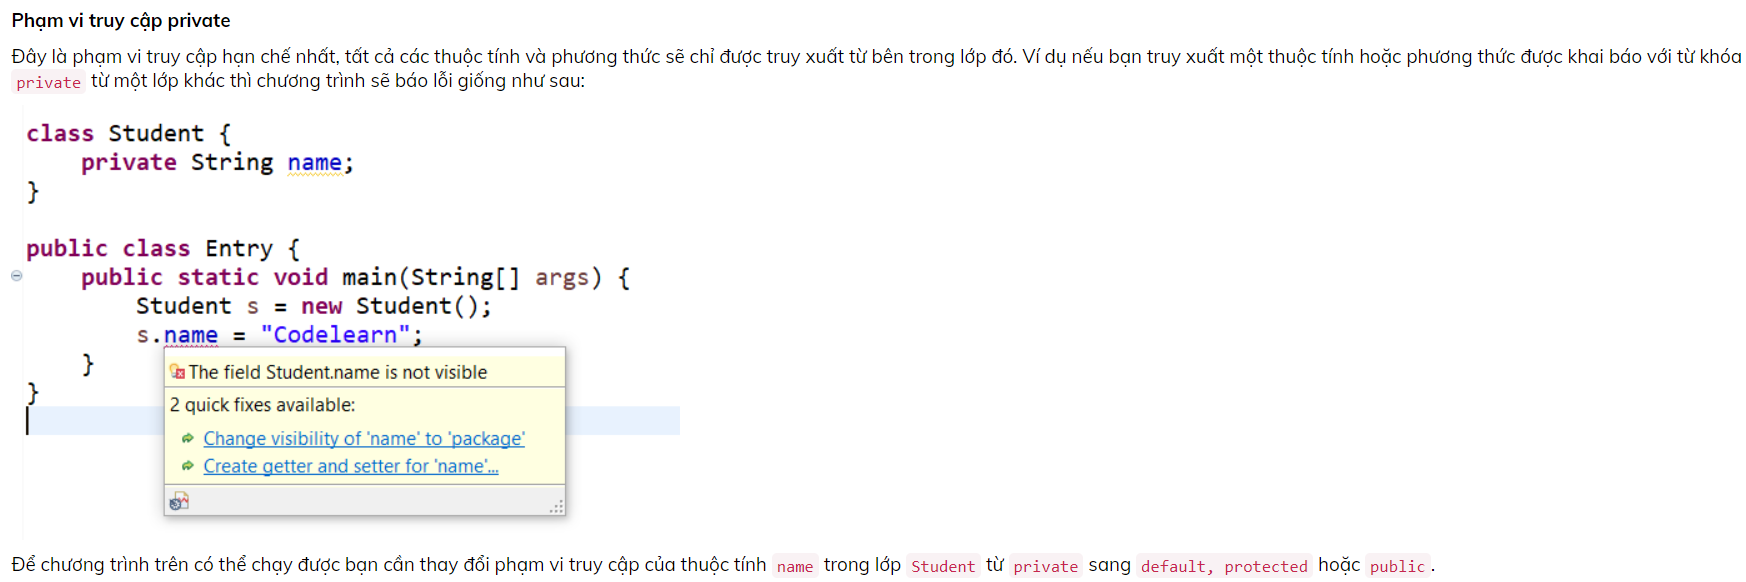 Phạm vi truy cập private
Đây là phạm vi truy cập hạn chế nhất, tất cả các thuộc tính và phương thức sẽ chỉ được truy xuất từ bên trong lớp đó. Ví dụ nếu bạn truy xuất một thuộc tính hoặc phương thức được khai báo với từ khóa
private từ một lớp khác thì chương trình sẽ báo lỗi giống như sau:
class Student {
    private String name;
}
public class Entry {
    public static void main(String[] args) {
        Student s = new Student();
        s.name = "Codelearn";
    }
}
The field Student.name is not visible
2 quick fixes available:
Change visibility of 'name' to 'package'
Create getter and setter for 'name'...
Để chương trình trên có thể chạy được bạn cần thay đổi phạm vi truy cập của thuộc tính name trong lớp Student từ private sang default, protected hoặc public.